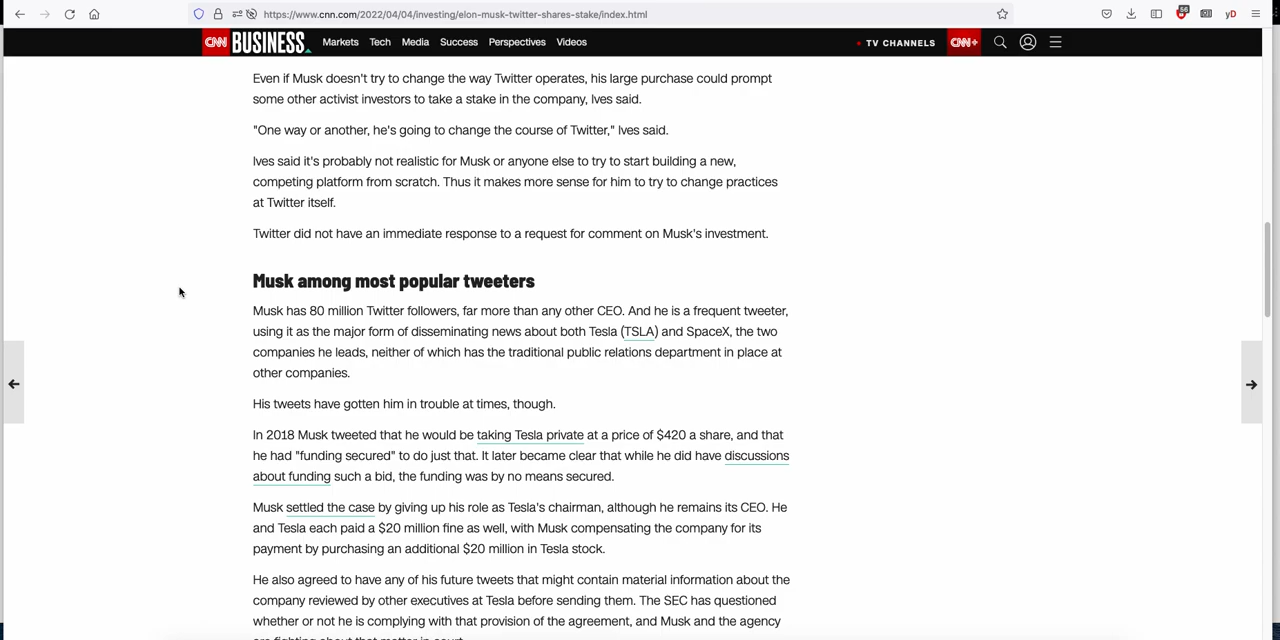 https://www.cnn.com/2022/04/04/investing/elon-musk-twitter-shares-stake/index.html
56
yD
CNN BUSINESS Markets Tech Media Success Perspectives Videos TV CHANNELS CNN+
Even if Musk doesn't try to change the way Twitter operates, his large purchase could prompt
some other activist investors to take a stake in the company, Ives said.
"One way or another, he's going to change the course of Twitter," Ives said.
Ives said it's probably not realistic for Musk or anyone else to try to start building a new,
competing platform from scratch. Thus it makes more sense for him to try to change practices
at Twitter itself.
Twitter did not have an immediate response to a request for comment on Musk's investment.
Musk among most popular tweeters
Musk has 80 million Twitter followers, far more than any other CEO. And he is a frequent tweeter,
using it as the major form of disseminating news about both Tesla (TSLA) and SpaceX, the two
companies he leads, neither of which has the traditional public relations department in place at
other companies.
His tweets have gotten him in trouble at times, though.
In 2018 Musk tweeted that he would be taking Tesla private at a price of $420 a share, and that
he had "funding secured" to do just that. It later became clear that while he did have discussions
about funding such a bid, the funding was by no means secured.
Musk settled the case by giving up his role as Tesla's chairman, although he remains its CEO. He
and Tesla each paid a $20 million fine as well, with Musk compensating the company for its
payment by purchasing an additional $20 million in Tesla stock.
He also agreed to have any of his future tweets that might contain material information about the
company reviewed by other executives at Tesla before sending them. The SEC has questioned
whether or not he is complying with that provision of the agreement, and Musk and the agency
are fighting about that matter in court.